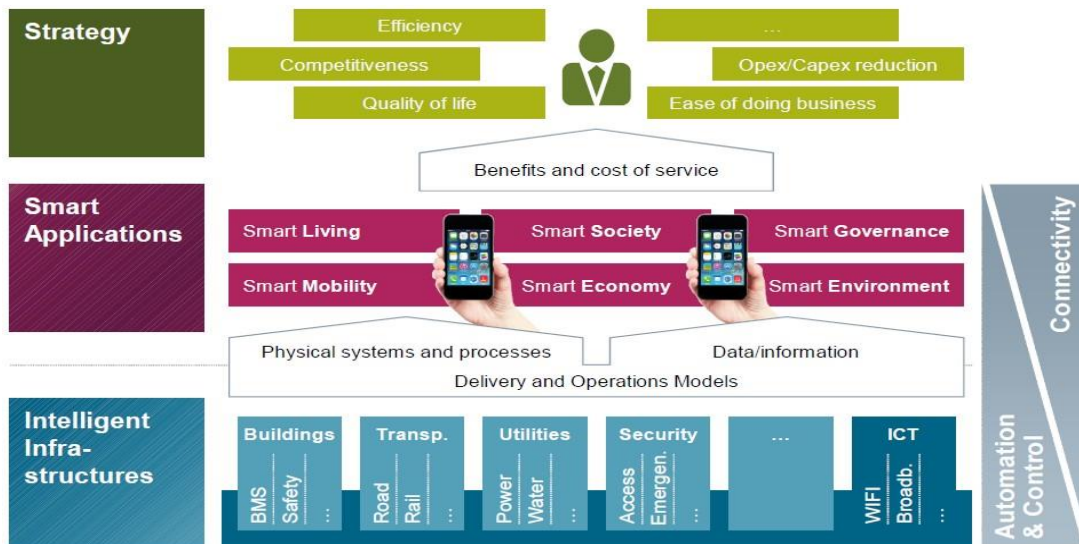 Strategy
Efficiency
...
Competitiveness
Opex/Capex reduction
Quality of life
Ease of doing business
Benefits and cost of service
Smart
Applications
Smart Living
Smart Society
Smart Governance
Smart Mobility
Smart Economy
Smart Environment
Physical systems and processes
Data/information
Delivery and Operations Models
Intelligent
Infra-
structures
Buildings
BMS
Safety
...
Transp.
Road
Rail
...
Utilities
Power
Water
...
Security
Access
Emergen.
...
...
ICT
WIFI
Broadb.
...
Connectivity
Automation
& Control